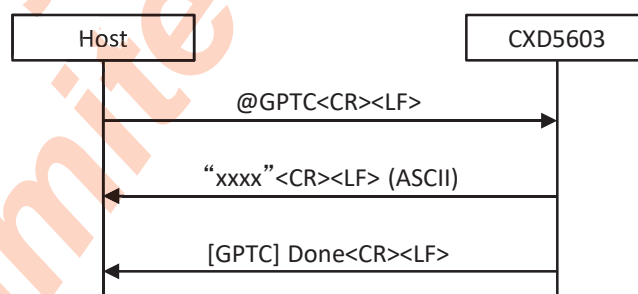 Host
CXD5603
@GPTC<CR><LF>
“xxxx”<CR><LF> (ASCII)
[GPTC] Done<CR><LF>